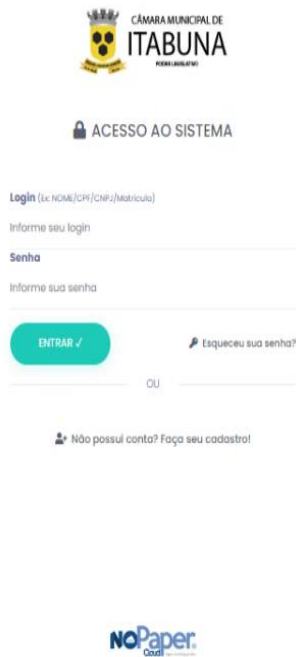 CÂMARA MUNICIPAL DE
ITABUNA
PODER LEGISLATIVO
ACESSO AO SISTEMA
Login (Ex: NOME/CPF/CNPJ/Matricula)
Informe seu login
Senha
Informe sua senha
ENTRAR ✓
Esqueceu sua senha?
OU
Não possui conta? Faça seu cadastro!
NOPaper
Cloud